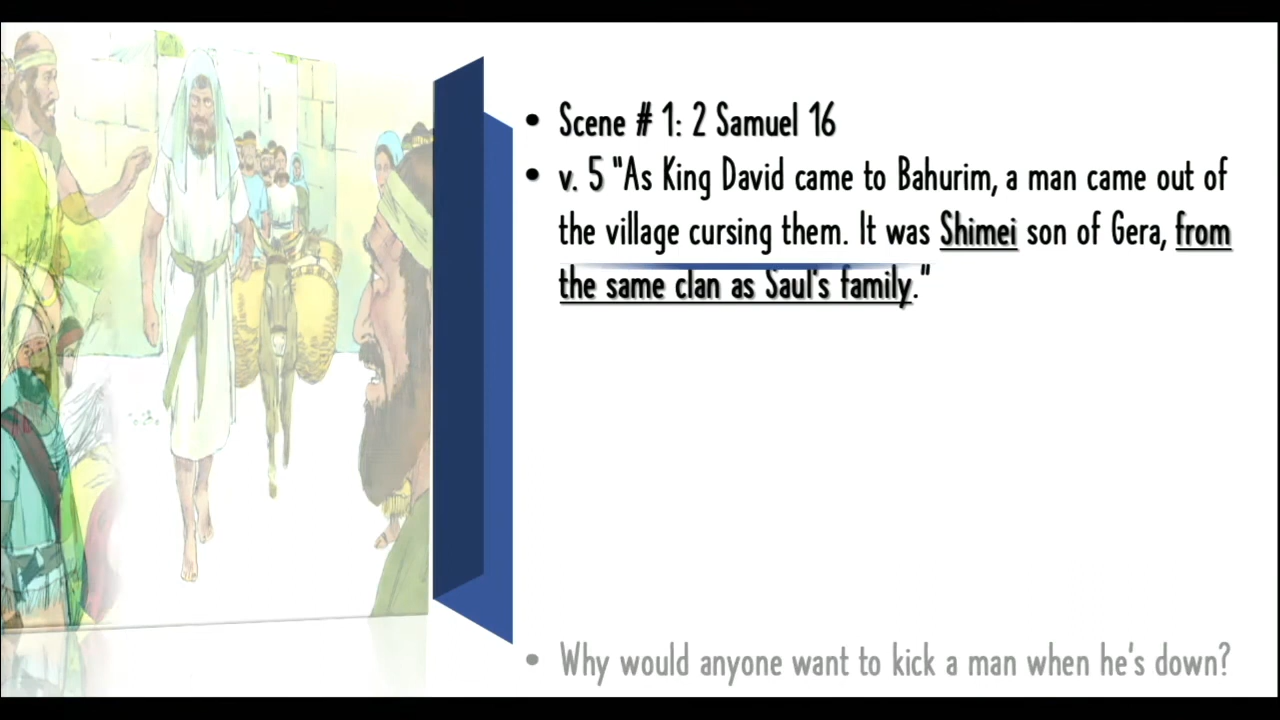 • Scene # 1: 2 Samuel 16
• v. 5 "As King David came to Bahurim, a man came out of
the village cursing them. It was Shimei son of Gera, from
the same clan as Saul's family."
• Why would anyone want to kick a man when he's down?